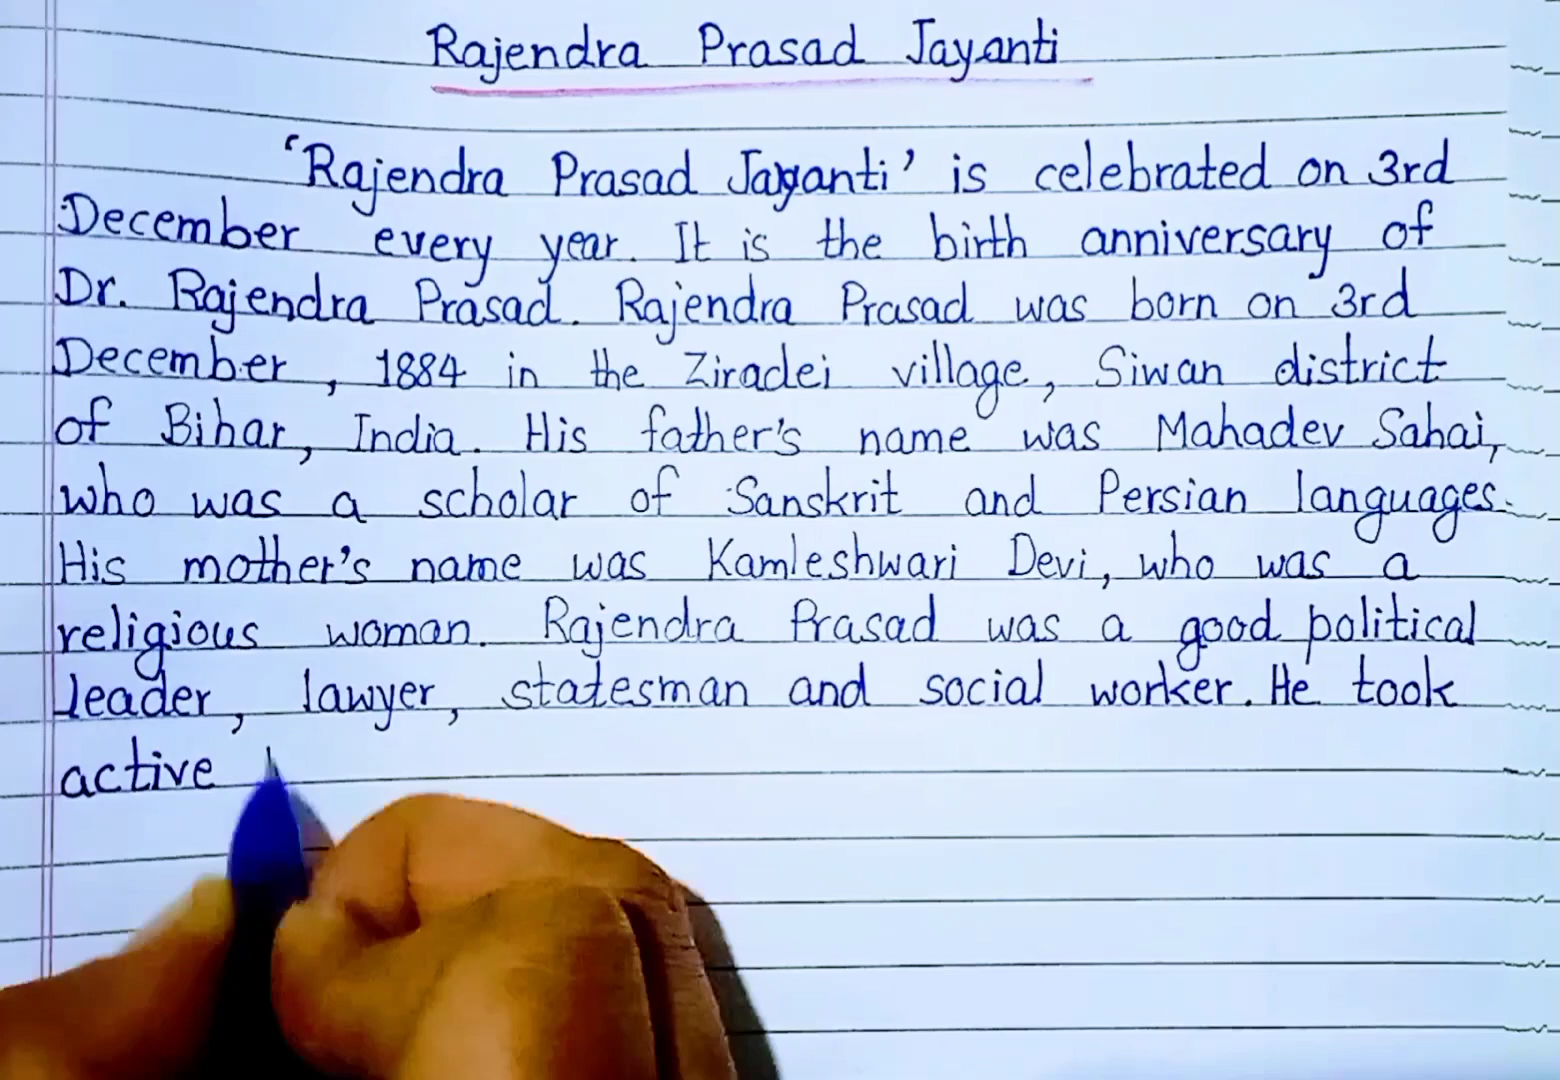 Rajendra Prasad Jayanti
'Rajendra Prasad Jayanti' is celebrated on 3rd
December every year. It is the birth anniversary of
Dr. Rajendra Prasad. Rajendra Prasad was born on 3rd
December, 1884 in the Ziradei village, Siwan district
of Bihar, India. His father's name was Mahadev Sahai,
who was a scholar of Sanskrit and Persian languages.
His mother's name was Kamleshwari Devi, who was a
religious woman. Rajendra Prasad was a good political
leader, lawyer, statesman and social worker. He took
active